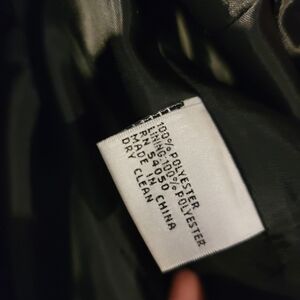 100% POLYESTER
LINING:100% POLYESTER
RN 54050
MADE IN CHINA
DRY CLEAN